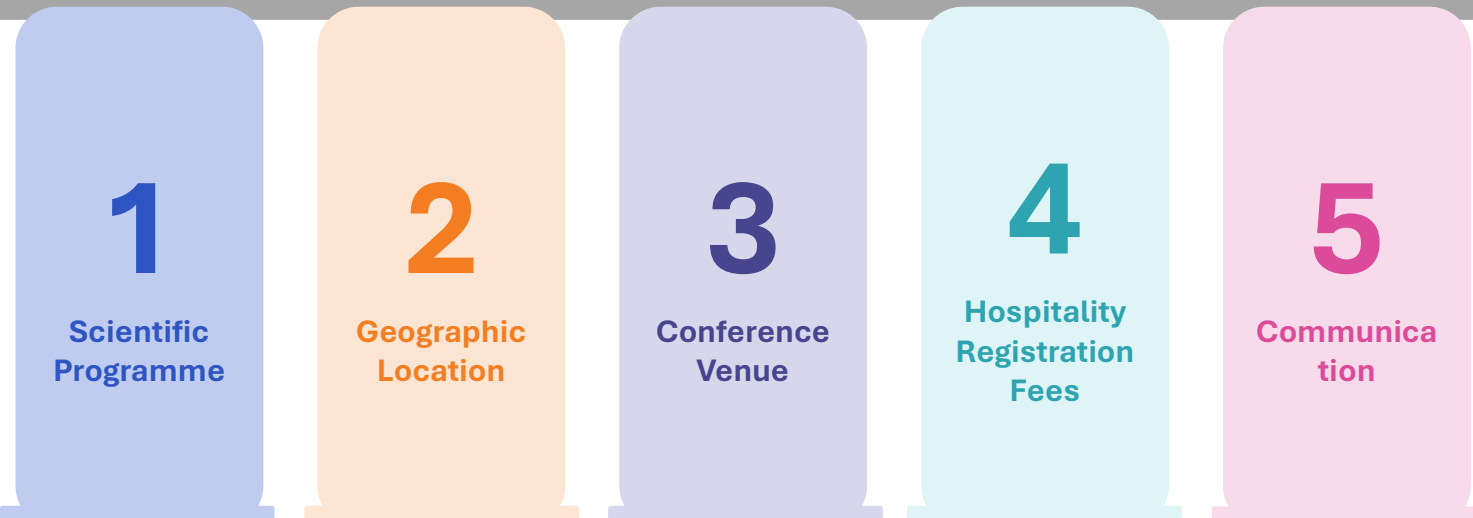 1
Scientific
Programme
2
Geographic
Location
3
Conference
Venue
4
Hospitality
Registration
Fees
5
Communica
tion